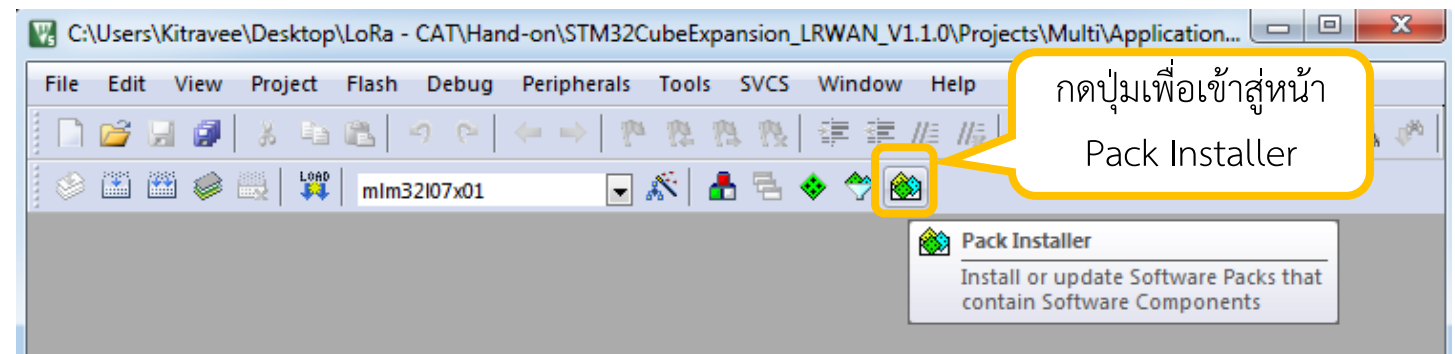 C:\Users\Kitravee\Desktop\LoRa - CAT\Hand-on\STM32CubeExpansion_LRWAN_V1.1.0\Projects\Multi\Application...
File Edit View Project Flash Debug Peripherals Tools SVCS Window Help
กดปุ่มเพื่อเข้าสู่หน้า
Pack Installer
LOAD
mlm32l07x01
Pack Installer
Install or update Software Packs that
contain Software Components